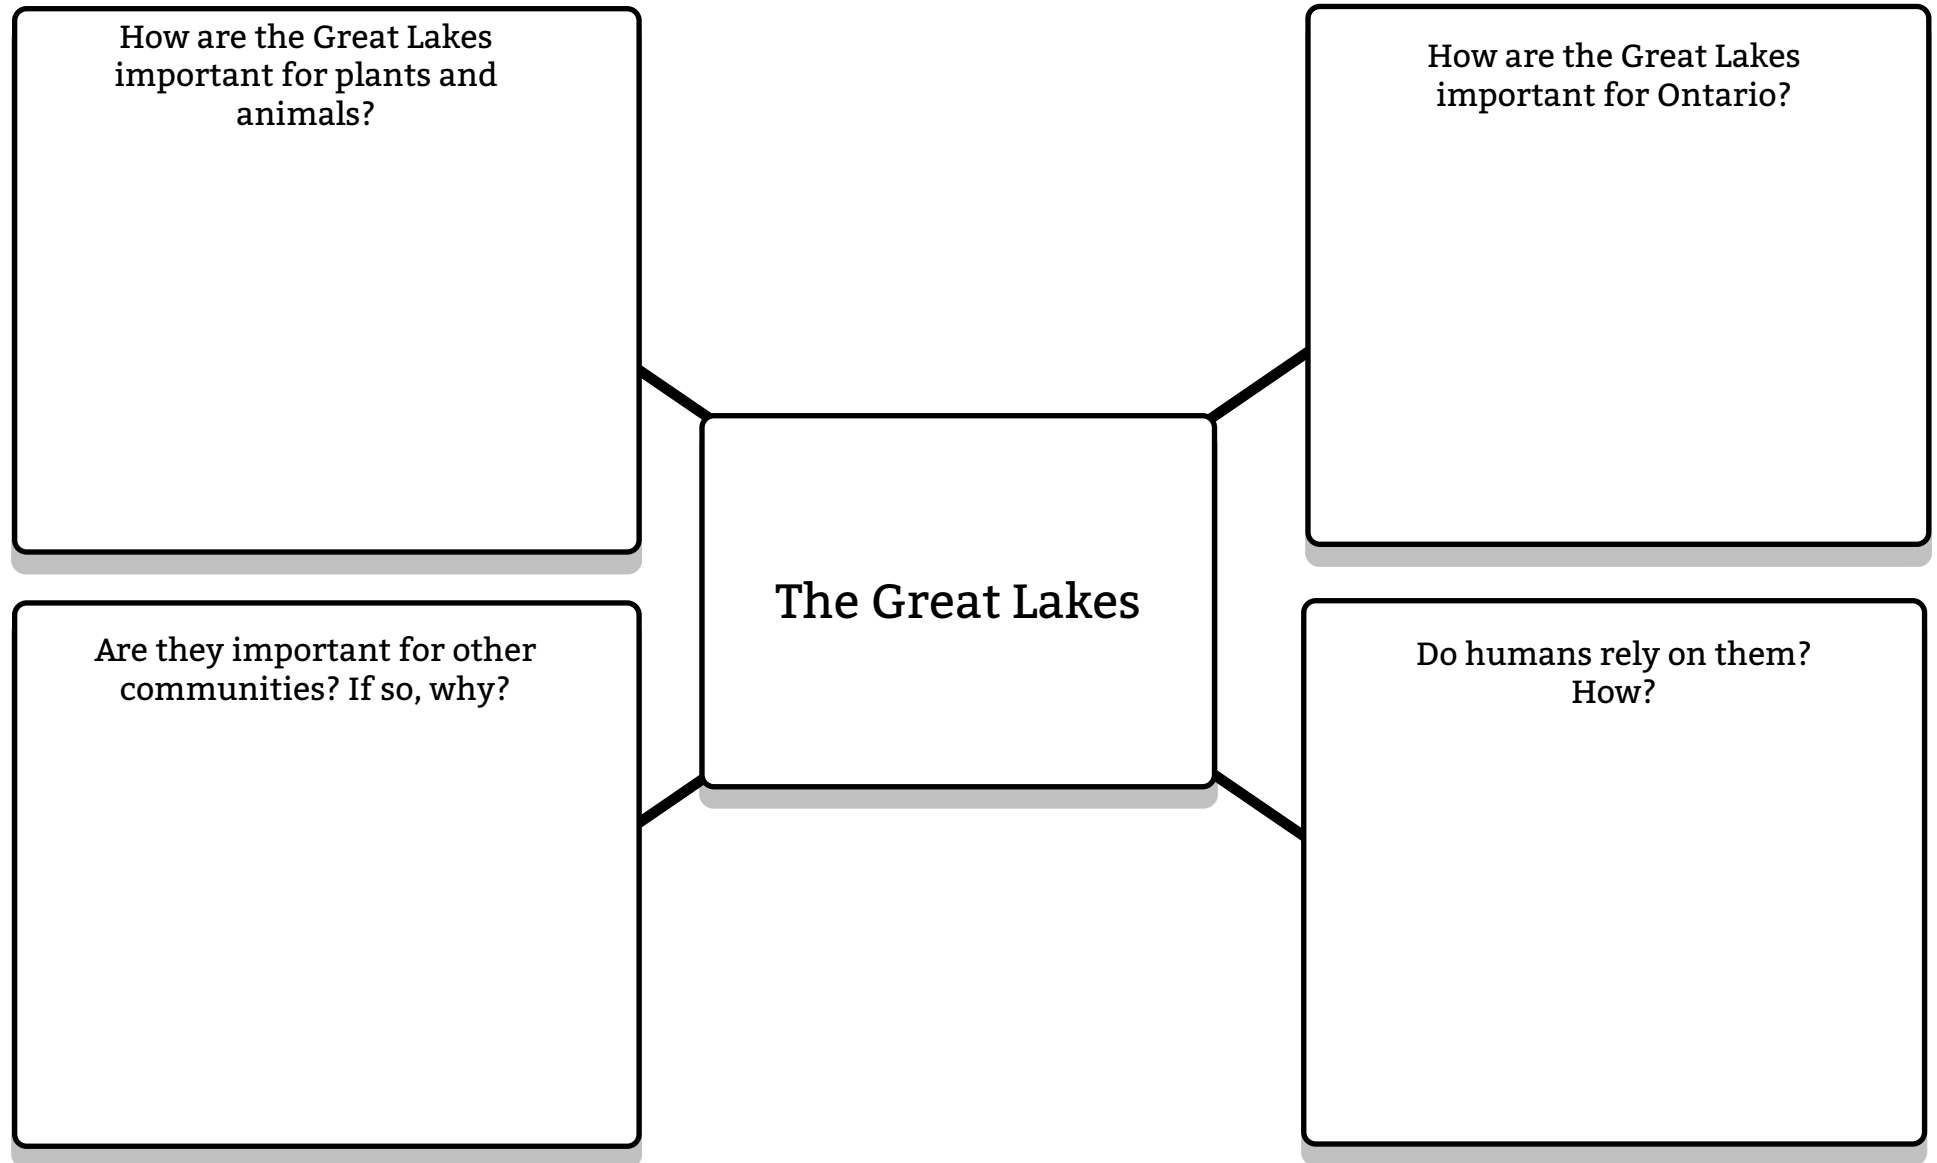 How are the Great Lakes
important for plants and
animals?
How are the Great Lakes
important for Ontario?
The Great Lakes
Are they important for other
communities? If so, why?
Do humans rely on them?
How?